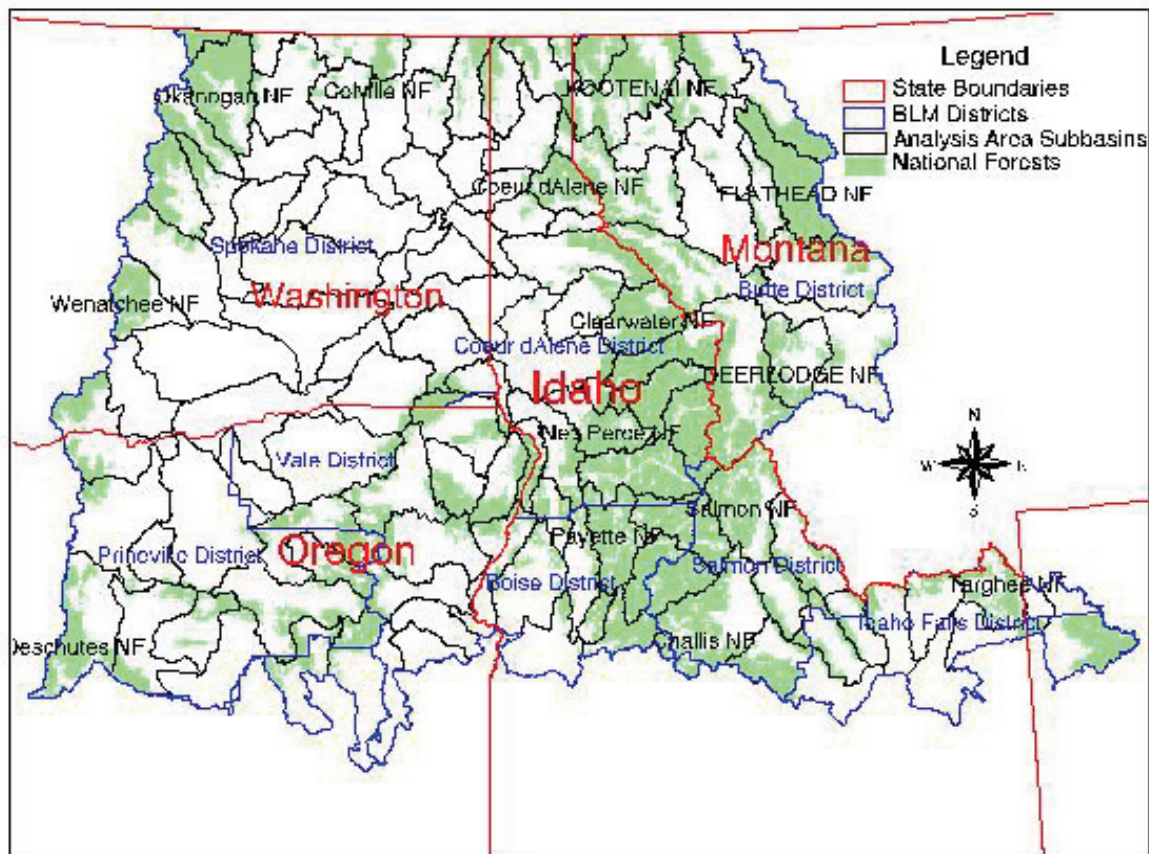 Legend
State Boundaries
BLM Districts
Analysis Area Subbasins
National Forests
Okanogan NF
Colville NF
KOOTENAI NF
Coeur dAlene NF
FLATHEAD NF
Spokane District
Montana
Washington
Butte District
Wenatchee NF
Clearwater NF
Coeur dAlene District
DEERLODGE NF
Idaho
Nez Perce NF
Vale District
N
W
E
S
Salmon NF
Payette NF
Oregon
Princville District
Salmon District
Boise District
Targhee NF
Idaho Falls District
Deschutes NF
Challis NF